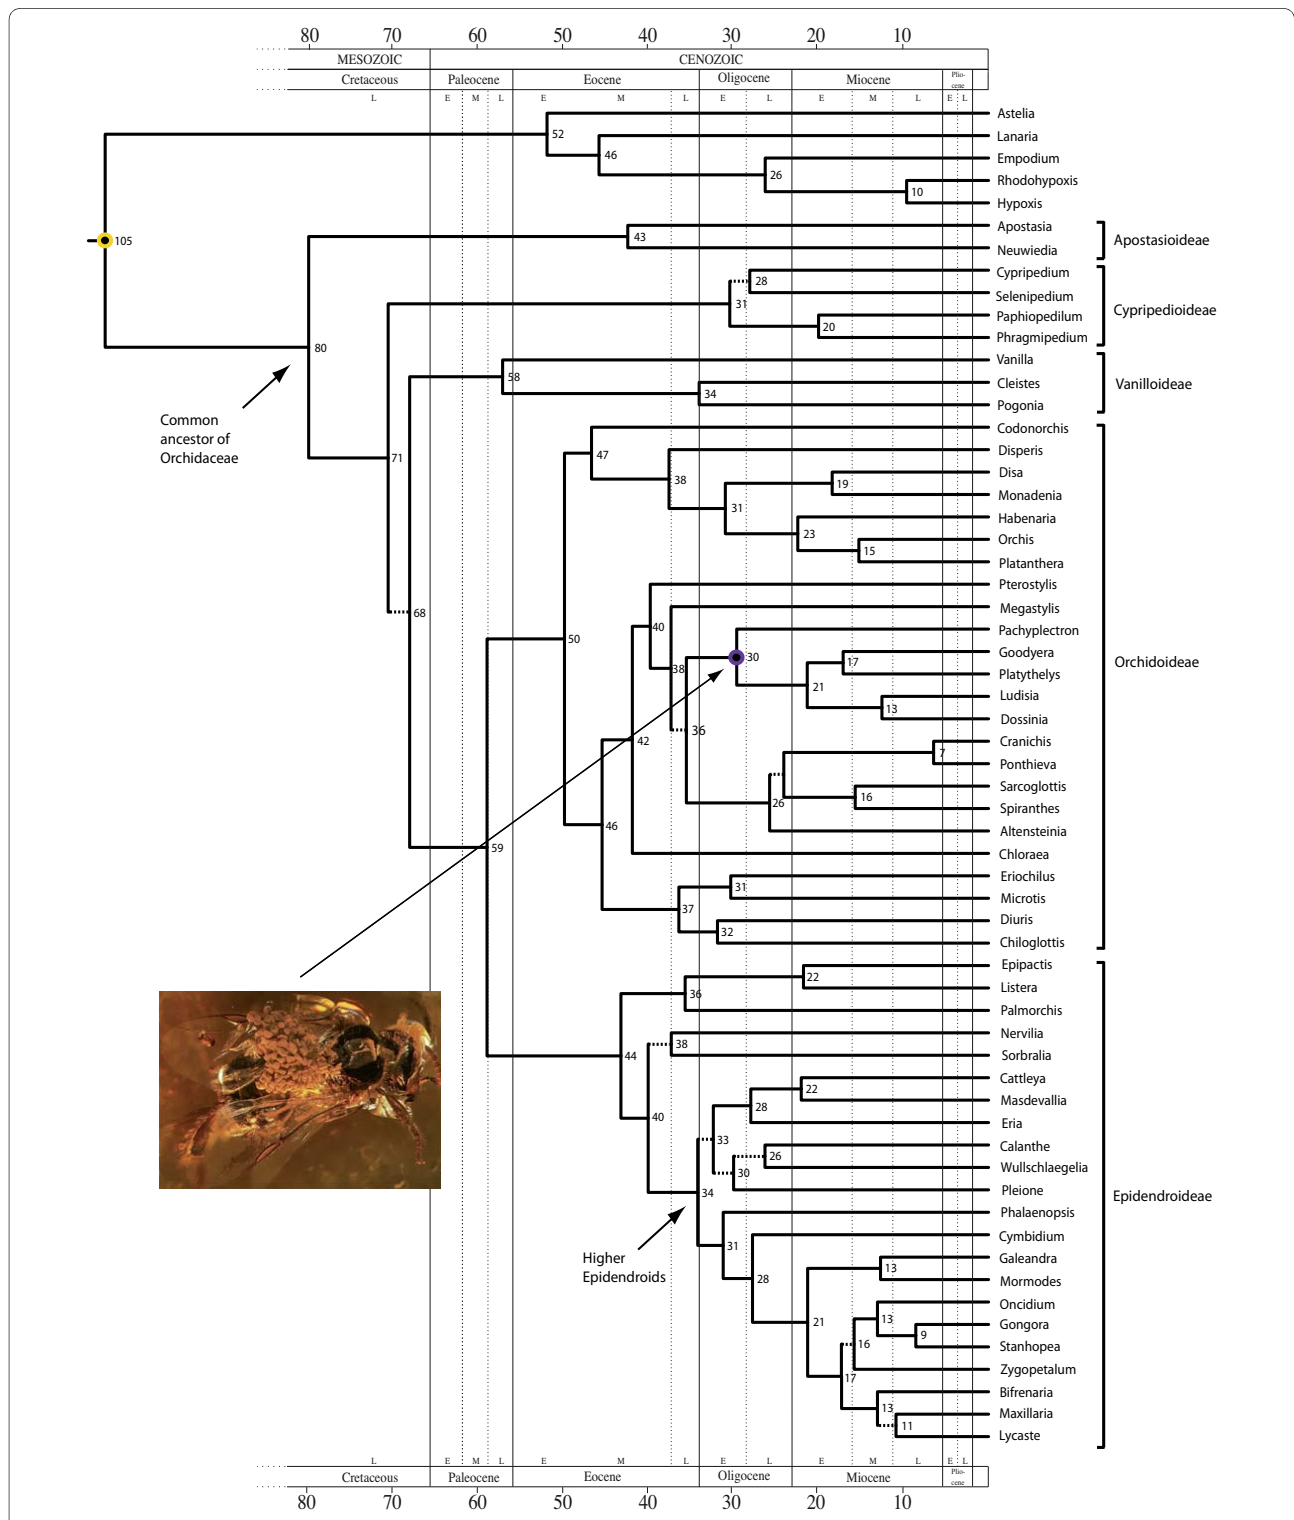 80 70 60 50 40 30 20 10
MESOZOIC CENOZOIC
Cretaceous Paleocene Eocene Oligocene Miocene Plio-
cene
L E M L E M L E L E M L E L
Astelia
52
Lanaria
46
Empodium
26
Rhodohypoxis
10
Hypoxis
Apostasia
43
Neuwiedia
Apostasioideae
105
Cypripedium
28
Selenipedium
31
Paphiopedilum
20
Phragmipedium
Cypripedioideae
80
Vanilla
58
Cleistes
34
Pogonia
Vanilloideae
Common
ancestor of
Orchidaceae
71
Codonorchis
47
Disperis
38
Disa
19
Monadenia
31
Habenaria
23
Orchis
15
Platanthera
68
50
Pterostylis
40
Megastylis
38
Pachyplectron
30
Goodyera
17
Platythelys
21
Ludisia
13
Dossinia
36
42
Cranichis
7
Ponthieva
Sarcoglottis
16
Spiranthes
26
Altensteinia
46
Chloraea
59
Eriochilus
31
Microtis
37
Diuris
32
Chiloglottis
Orchidoideae
Epipactis
22
Listera
36
Palmorchis
44
Nervilia
38
Sorbralia
40
Cattleya
22
Masdevallia
28
Eria
33
Calanthe
26
Wullschlaegelia
30
Pleione
34
Phalaenopsis
31
Cymbidium
28
Galeandra
13
Mormodes
21
Oncidium
13
Gongora
9
Stanhopea
16
Zygopetalum
17
Bifrenaria
13
Maxillaria
11
Lycaste
Epidendroideae
Higher
Epidendroids
L E M L E M L E L E M L E L
Cretaceous Paleocene Eocene Oligocene Miocene Plio-
cene
80 70 60 50 40 30 20 10